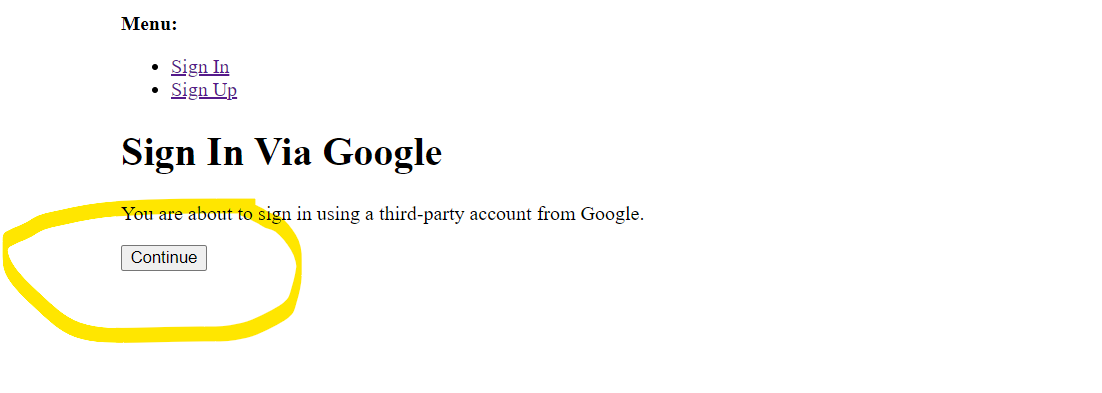 Menu:
Sign In
Sign Up
Sign In Via Google
You are about to sign in using a third-party account from Google.
Continue